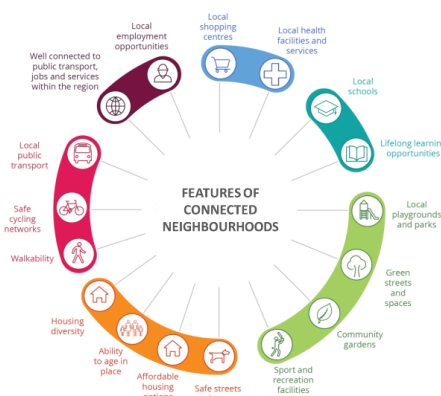 Local
employment
opportunities
Local
shopping
centres
Local health
facilities and
services
Well connected to
public transport,
jobs and services
within the region
Local
schools
Lifelong learnin
opportunities
Local
public
transport
Safe
cycling
networks
Walkability
FEATURES OF
CONNECTED
NEIGHBOURHOODS
Local
playgrounds
and parks
Green
streets
and
spaces
Community
gardens
Sport and
recreation
facilities
Housing
diversity
Ability
to age in
place
Affordable
housing
Safe streets